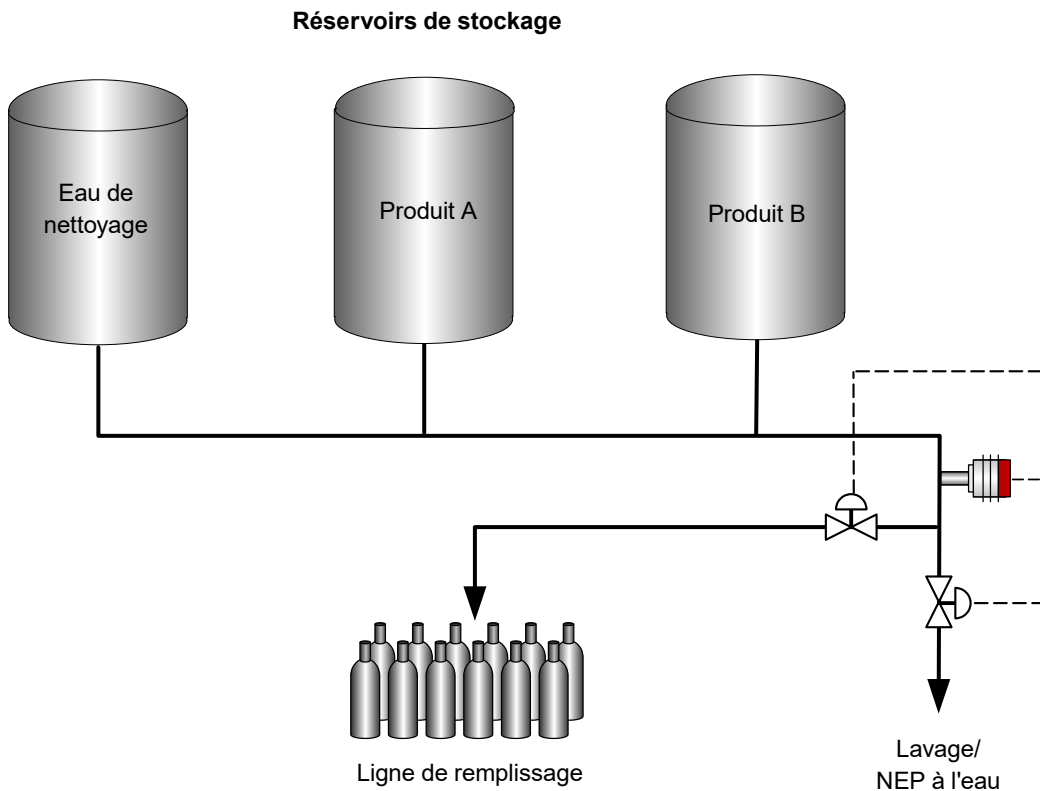 Réservoirs de stockage
Eau de
nettoyage
Produit A
Produit B
Ligne de remplissage
Lavage/
NEP à l'eau